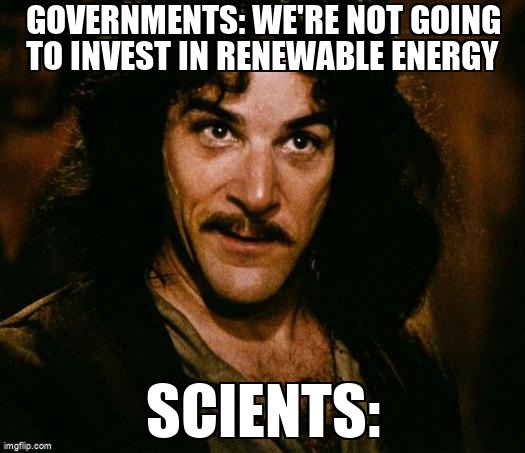 GOVERNMENTS: WE'RE NOT GOING
TO INVEST IN RENEWABLE ENERGY
SCIENTS:
imgflip.com